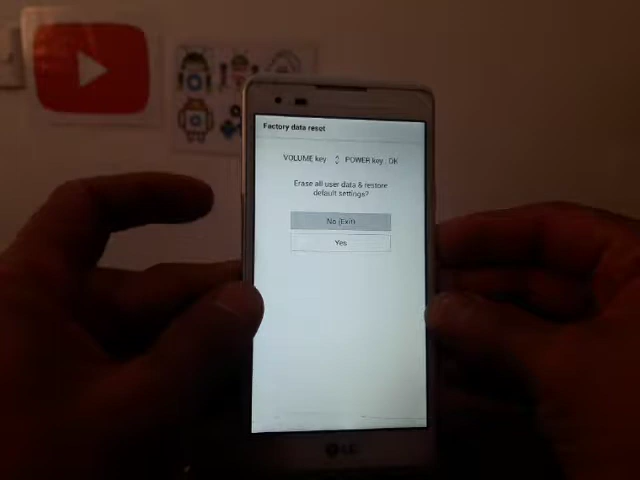 Factory data reset
VOLUME key ↕ POWER key : OK
Erase all user data & restore
default settings?
No (Exit)
Yes
LG